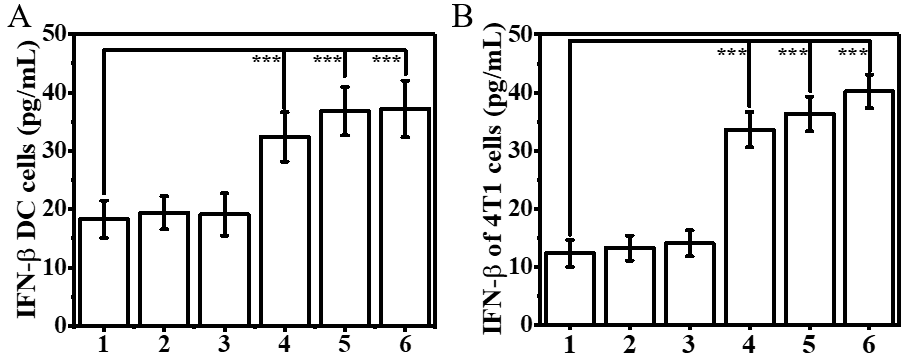 A
IFN-β DC cells (pg/mL)
50
40
30
20
10
0
*** *** ***
1 2 3 4 5 6
B
IFN-β of 4T1 cells (pg/mL)
50
40
30
20
10
0
*** *** ***
1 2 3 4 5 6